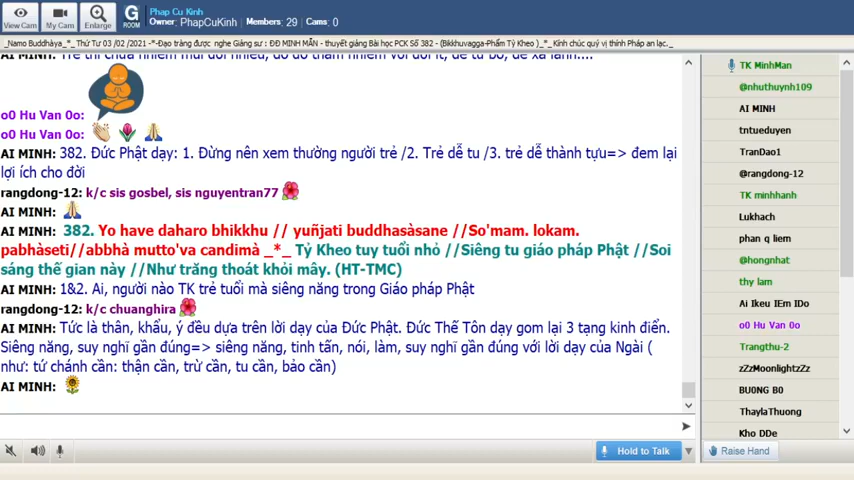 Phap Cu Kinh
Owner: PhapCuKinh Members: 29 Cams: 0
View Cam
My Cam
Enlarge
G
ROOM
_Namo Buddhàya_*_ Thứ Tư 03 /02 /2021 -*-Đạo tràng được nghe Giảng sư : ĐĐ MINH MẪN - thuyết giảng Bài học PCK Số 382 - (Bikkhuvagga-Phẩm Tỳ Kheo )_*_ Kính chúc quý vị thính Pháp an lạc._
oO Hu Van 0o:
oO Hu Van 0o:
AI MINH: 382. Đức Phật dạy: 1. Đừng nên xem thường người trẻ /2. Trẻ dễ tu /3. trẻ dễ thành tựu=> đem lại
lợi ích cho đời
rangdong-12: k/c sis gosbel, sis nguyentran77
AI MINH:
AI MINH: 382. Yo have daharo bhikkhu // yuñjati buddhasàsane //So'mam. lokam.
pabhàseti//abbhà mutto'va candimà _*_ Tỷ Kheo tuy tuổi nhỏ //Siêng tu giáo pháp Phật //Soi
sáng thế gian này //Như trăng thoát khỏi mây. (HT-TMC)
AI MINH: 1&2. Ai, người nào TK trẻ tuổi mà siêng năng trong Giáo pháp Phật
rangdong-12: k/c chuanghira
AI MINH: Tức là thân, khẩu, ý đều dựa trên lời dạy của Đức Phật. Đức Thế Tôn dạy gom lại 3 tạng kinh điển.
Siêng năng, suy nghĩ gần đúng=> siêng năng, tinh tấn, nói, làm, suy nghĩ gần đúng với lời dạy của Ngài (
như: tứ chánh cần: thận cần, trừ cần, tu cần, bảo cần)
AI MINH:
Hold to Talk
Raise Hand
TK MinhMan
@nhuthuynh109
AI MINH
tntueduyen
TranDao1
@rangdong-12
TK minhhanh
Lukhach
phan q liem
@hongnhat
thy lam
Ai Ikeu IEm IDo
o0 Hu Van 0o
Trangthu-2
zZzMoonlightzZz
BU0NG B0
ThaylaThuong
Kho DDe